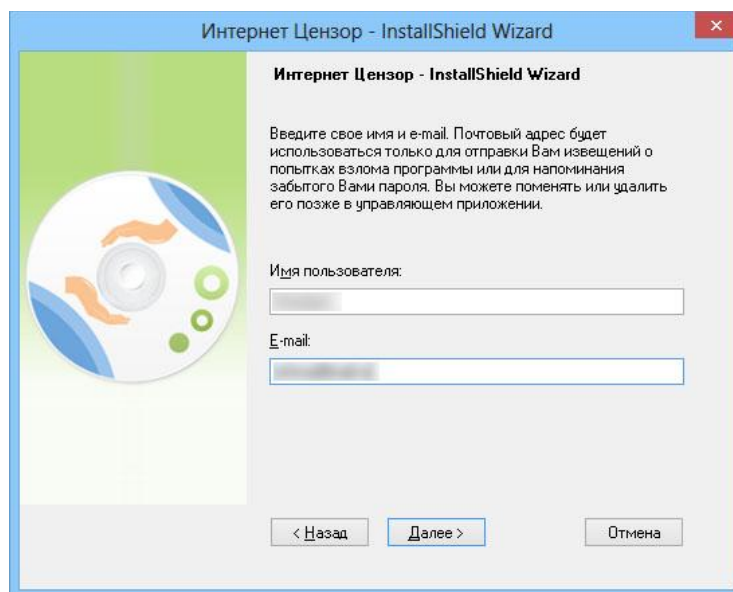 Интернет Цензор - InstallShield Wizard
Интернет Цензор - InstallShield Wizard
Введите свое имя и e-mail. Почтовый адрес будет
использоваться только для отправки Вам извещений о
попытках взлома программы или для напоминания
забытого Вами пароля. Вы можете поменять или удалить
его позже в управляющем приложении.
Имя пользователя:
E-mail:
< Назад
Далее >
Отмена